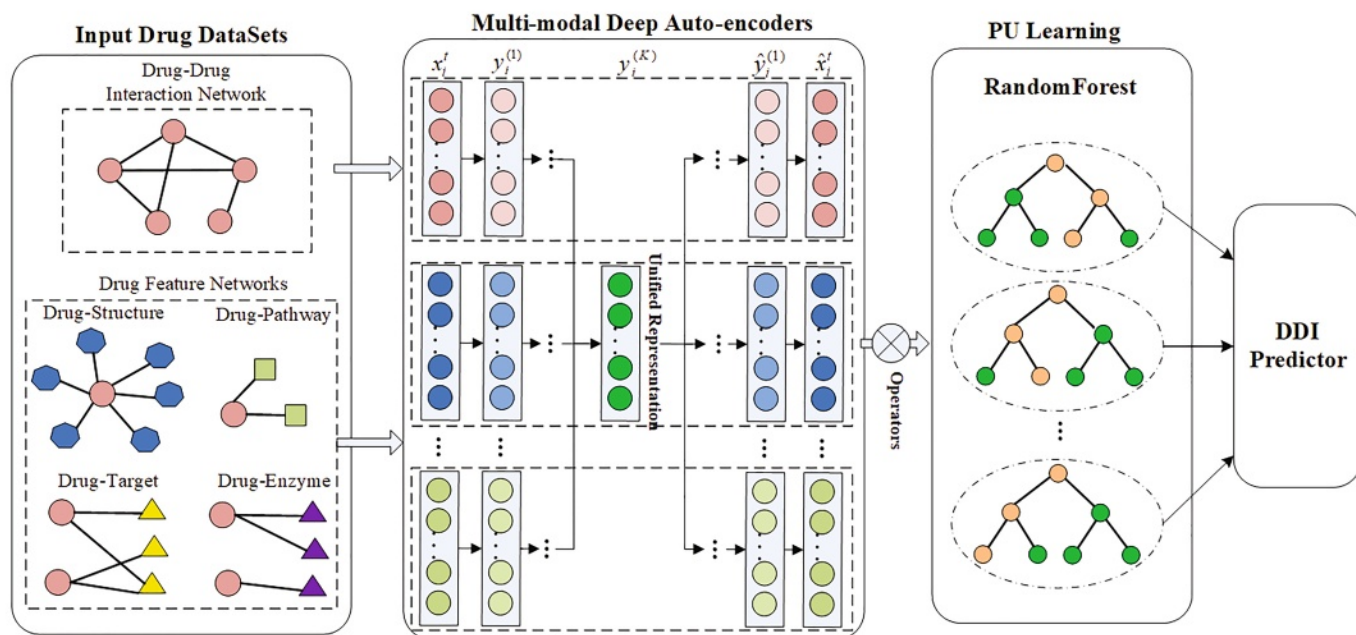 Input Drug DataSets
Drug-Drug
Interaction Network
Drug Feature Networks
Drug-Structure
Drug-Pathway
Drug-Target
Drug-Enzyme
Multi-modal Deep Auto-encoders
x_i^t
y_i^{(1)}
y_i^{(K)}
ŷ_i^{(1)}
x̂_i^t
Unified Representation
Operators
PU Learning
RandomForest
DDI
Predictor